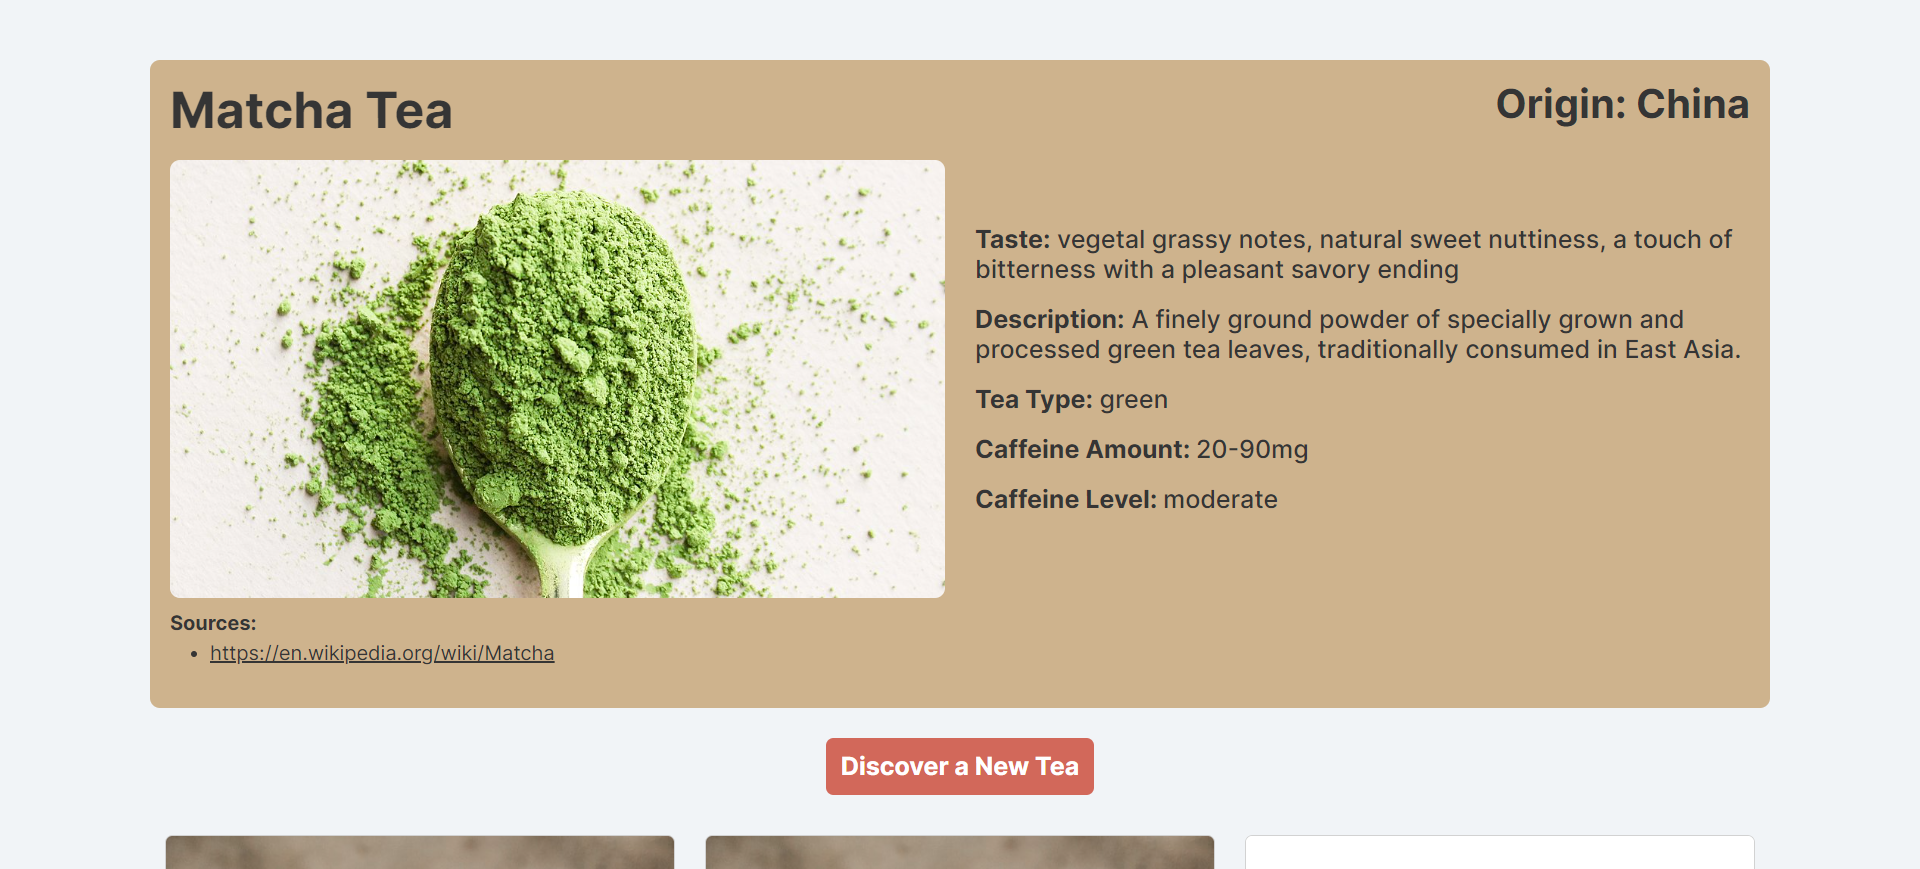 Matcha Tea
Origin: China
Taste: vegetal grassy notes, natural sweet nuttiness, a touch of
bitterness with a pleasant savory ending
Description: A finely ground powder of specially grown and
processed green tea leaves, traditionally consumed in East Asia.
Tea Type: green
Caffeine Amount: 20-90mg
Caffeine Level: moderate
Sources:
• https://en.wikipedia.org/wiki/Matcha
Discover a New Tea